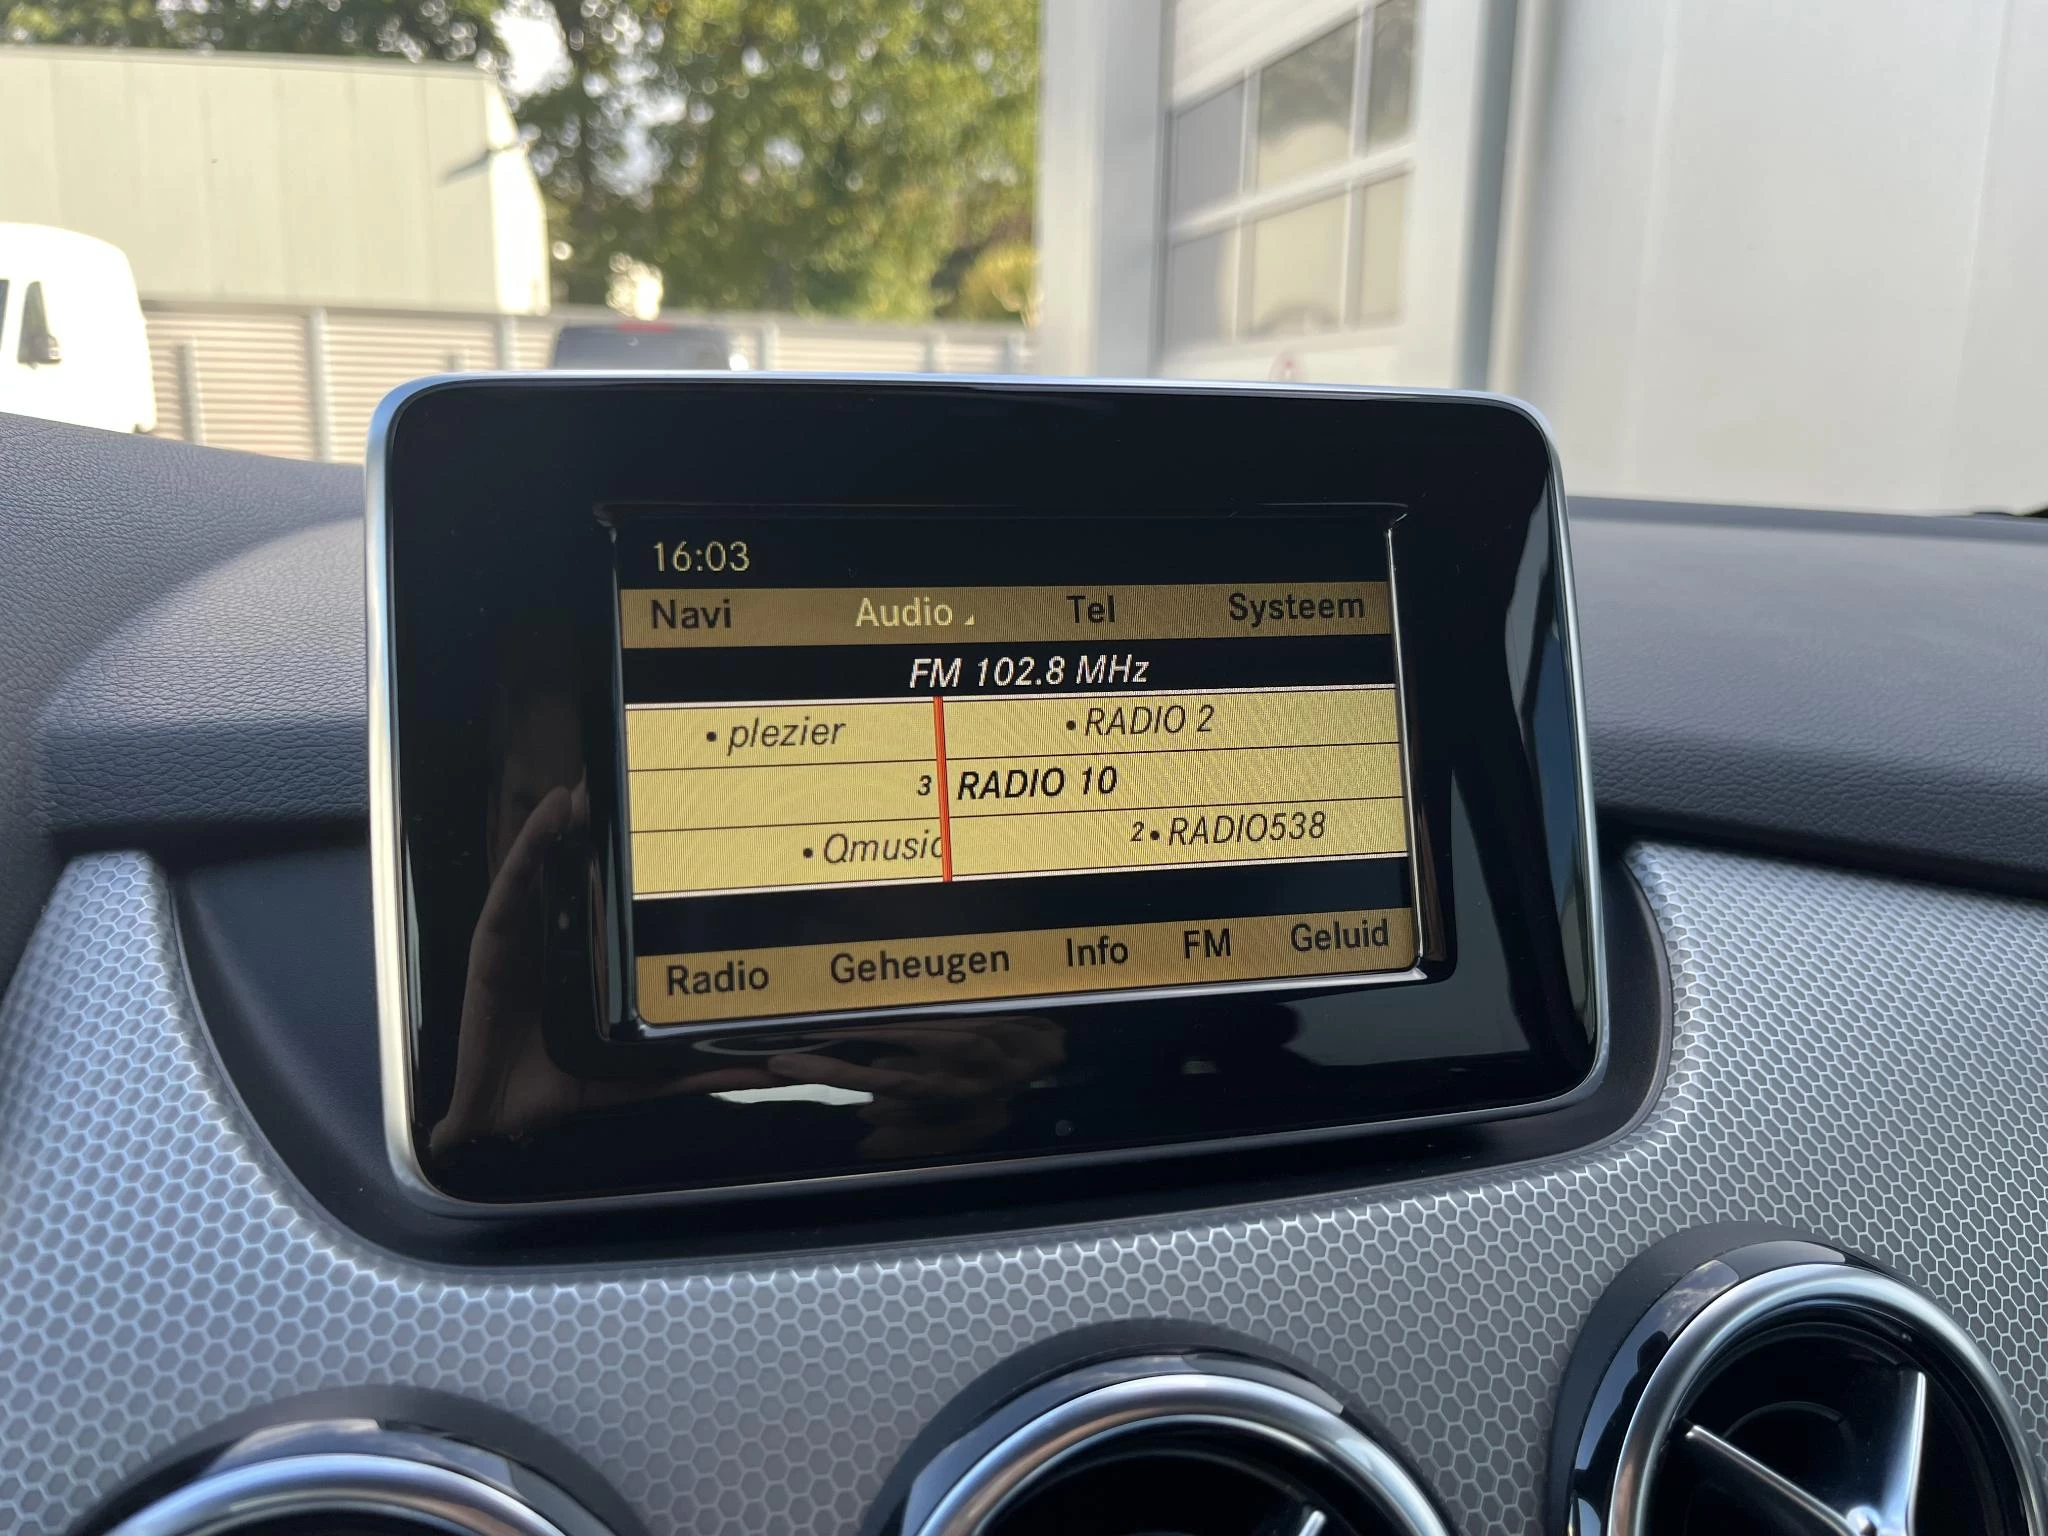 16:03
Navi Audio Tel Systeem
FM 102.8 MHz
• plezier • RADIO 2
3 RADIO 10
• Qmusic 2 • RADIO538
Radio Geheugen Info FM Geluid